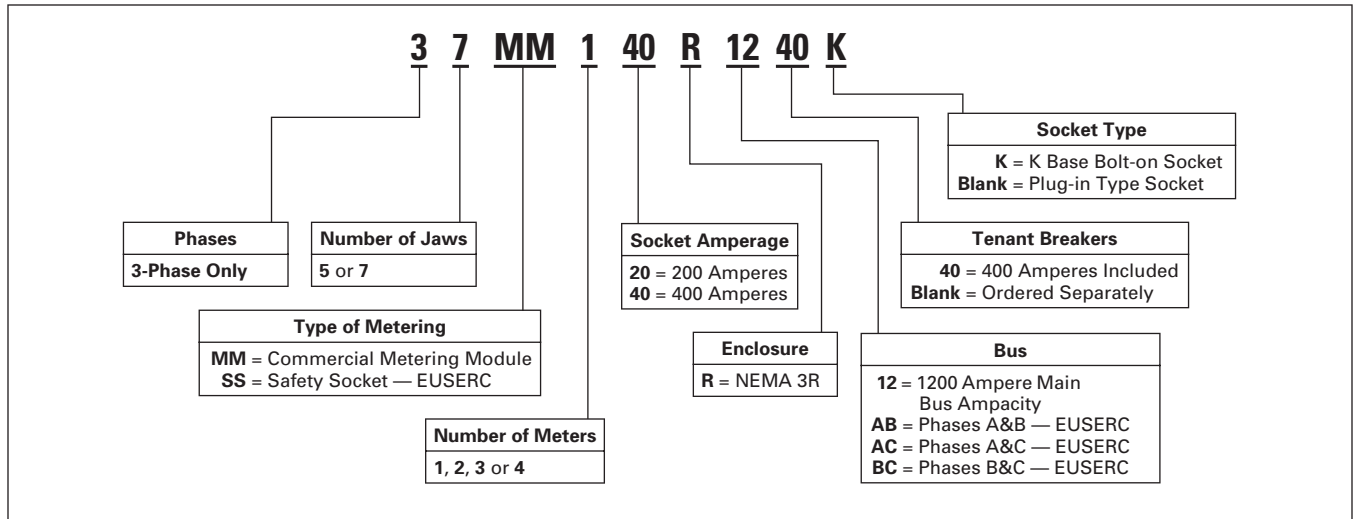 3 7 MM 1 40 R 12 40 K
Socket Type
K = K Base Bolt-on Socket
Blank = Plug-in Type Socket
Phases
3-Phase Only
Number of Jaws
5 or 7
Socket Amperage
20 = 200 Amperes
40 = 400 Amperes
Tenant Breakers
40 = 400 Amperes Included
Blank = Ordered Separately
Type of Metering
MM = Commercial Metering Module
SS = Safety Socket — EUSERC
Enclosure
R = NEMA 3R
Bus
12 = 1200 Ampere Main
Bus Ampacity
AB = Phases A&B — EUSERC
AC = Phases A&C — EUSERC
BC = Phases B&C — EUSERC
Number of Meters
1, 2, 3 or 4